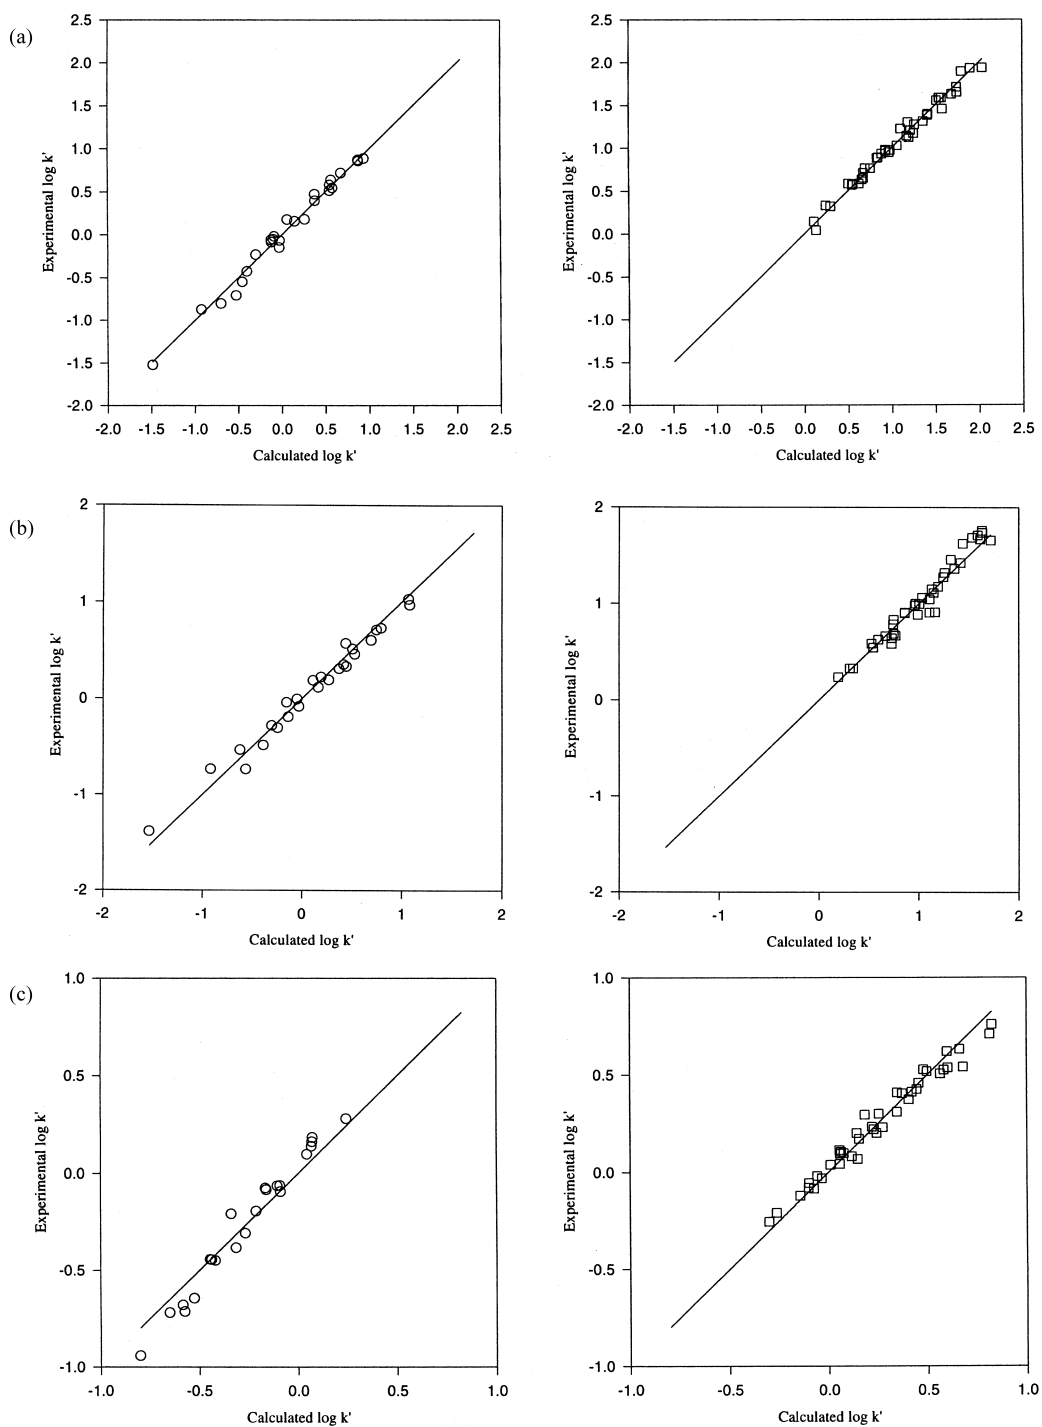 (a)
2.5 2.5
2.0 2.0
1.5 1.5
1.0 1.0
0.5 0.5
0.0 0.0
-0.5 -0.5
-1.0 -1.0
-1.5 -1.5
-2.0 -2.0
Experimental log k' Experimental log k'
-2.0 -1.5 -1.0 -0.5 0.0 0.5 1.0 1.5 2.0 2.5 -2.0 -1.5 -1.0 -0.5 0.0 0.5 1.0 1.5 2.0 2.5
Calculated log k' Calculated log k'
(b)
2 2
1 1
0 0
-1 -1
-2 -2
Experimental log k' Experimental log k'
-2 -1 0 1 2 -2 -1 0 1 2
Calculated log k' Calculated log k'
(c)
1.0 1.0
0.5 0.5
0.0 0.0
-0.5 -0.5
-1.0 -1.0
Experimental log k' Experimental log k'
-1.0 -0.5 0.0 0.5 1.0 -1.0 -0.5 0.0 0.5 1.0
Calculated log k' Calculated log k'